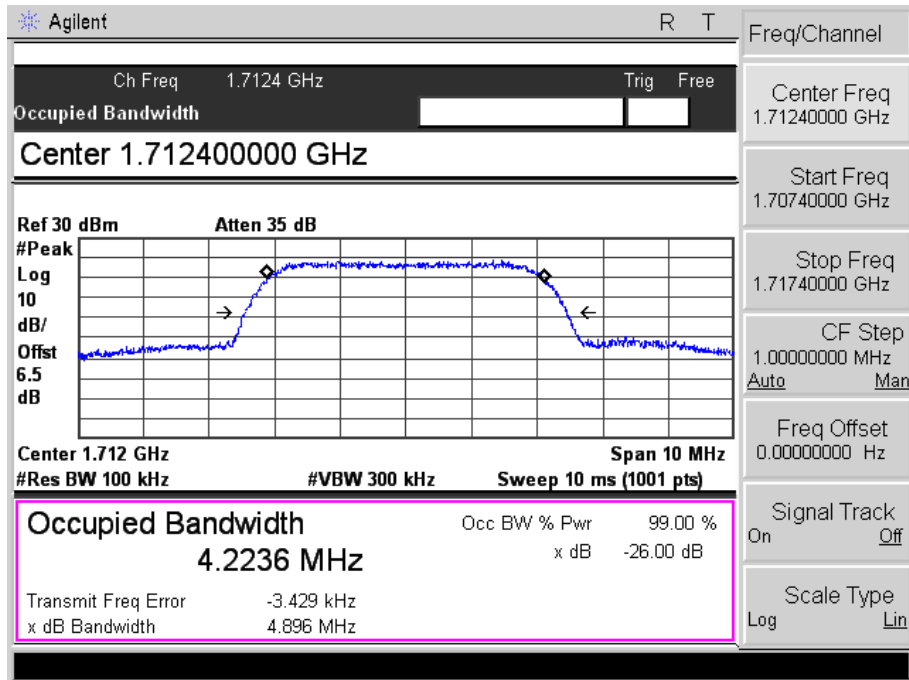 Agilent R T
Ch Freq 1.7124 GHz Trig Free
Occupied Bandwidth
Center 1.712400000 GHz
Ref 30 dBm Atten 35 dB
#Peak
Log
10
dB/
Offst
6.5
dB
Center 1.712 GHz Span 10 MHz
#Res BW 100 kHz #VBW 300 kHz Sweep 10 ms (1001 pts)
Occupied Bandwidth Occ BW % Pwr 99.00 %
4.2236 MHz x dB -26.00 dB
Transmit Freq Error -3.429 kHz
x dB Bandwidth 4.896 MHz
Freq/Channel
Center Freq
1.71240000 GHz
Start Freq
1.70740000 GHz
Stop Freq
1.71740000 GHz
CF Step
1.00000000 MHz
Auto Man
Freq Offset
0.00000000 Hz
Signal Track
On Off
Scale Type
Log Lin